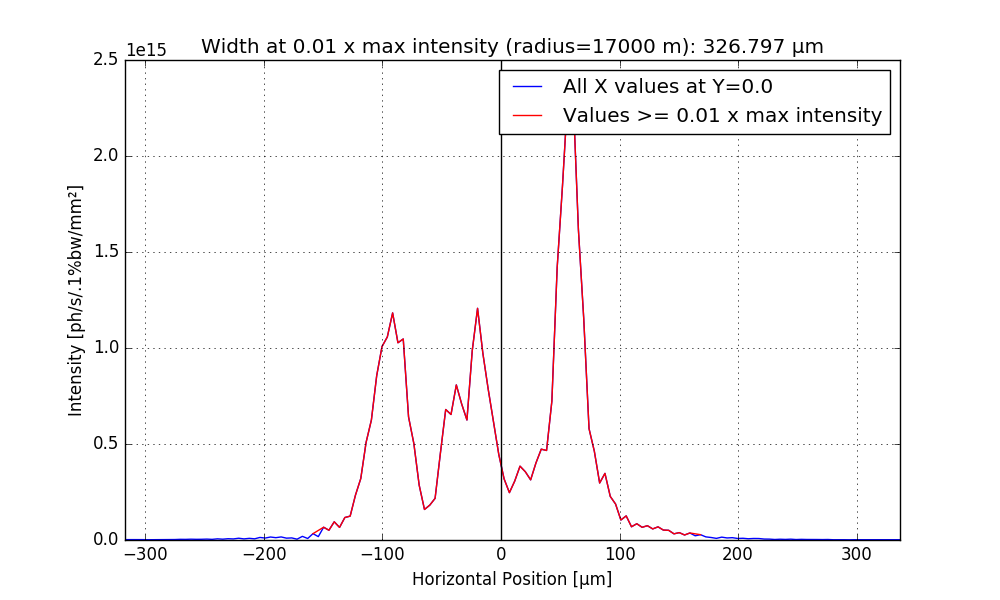 Width at 0.01 x max intensity (radius=17000 m): 326.797 µm
1e15
All X values at Y=0.0
Values >= 0.01 x max intensity
2.5
2.0
1.5
1.0
0.5
0.0
Intensity [ph/s/.1%bw/mm²]
−300 −200 −100 0 100 200 300
Horizontal Position [µm]